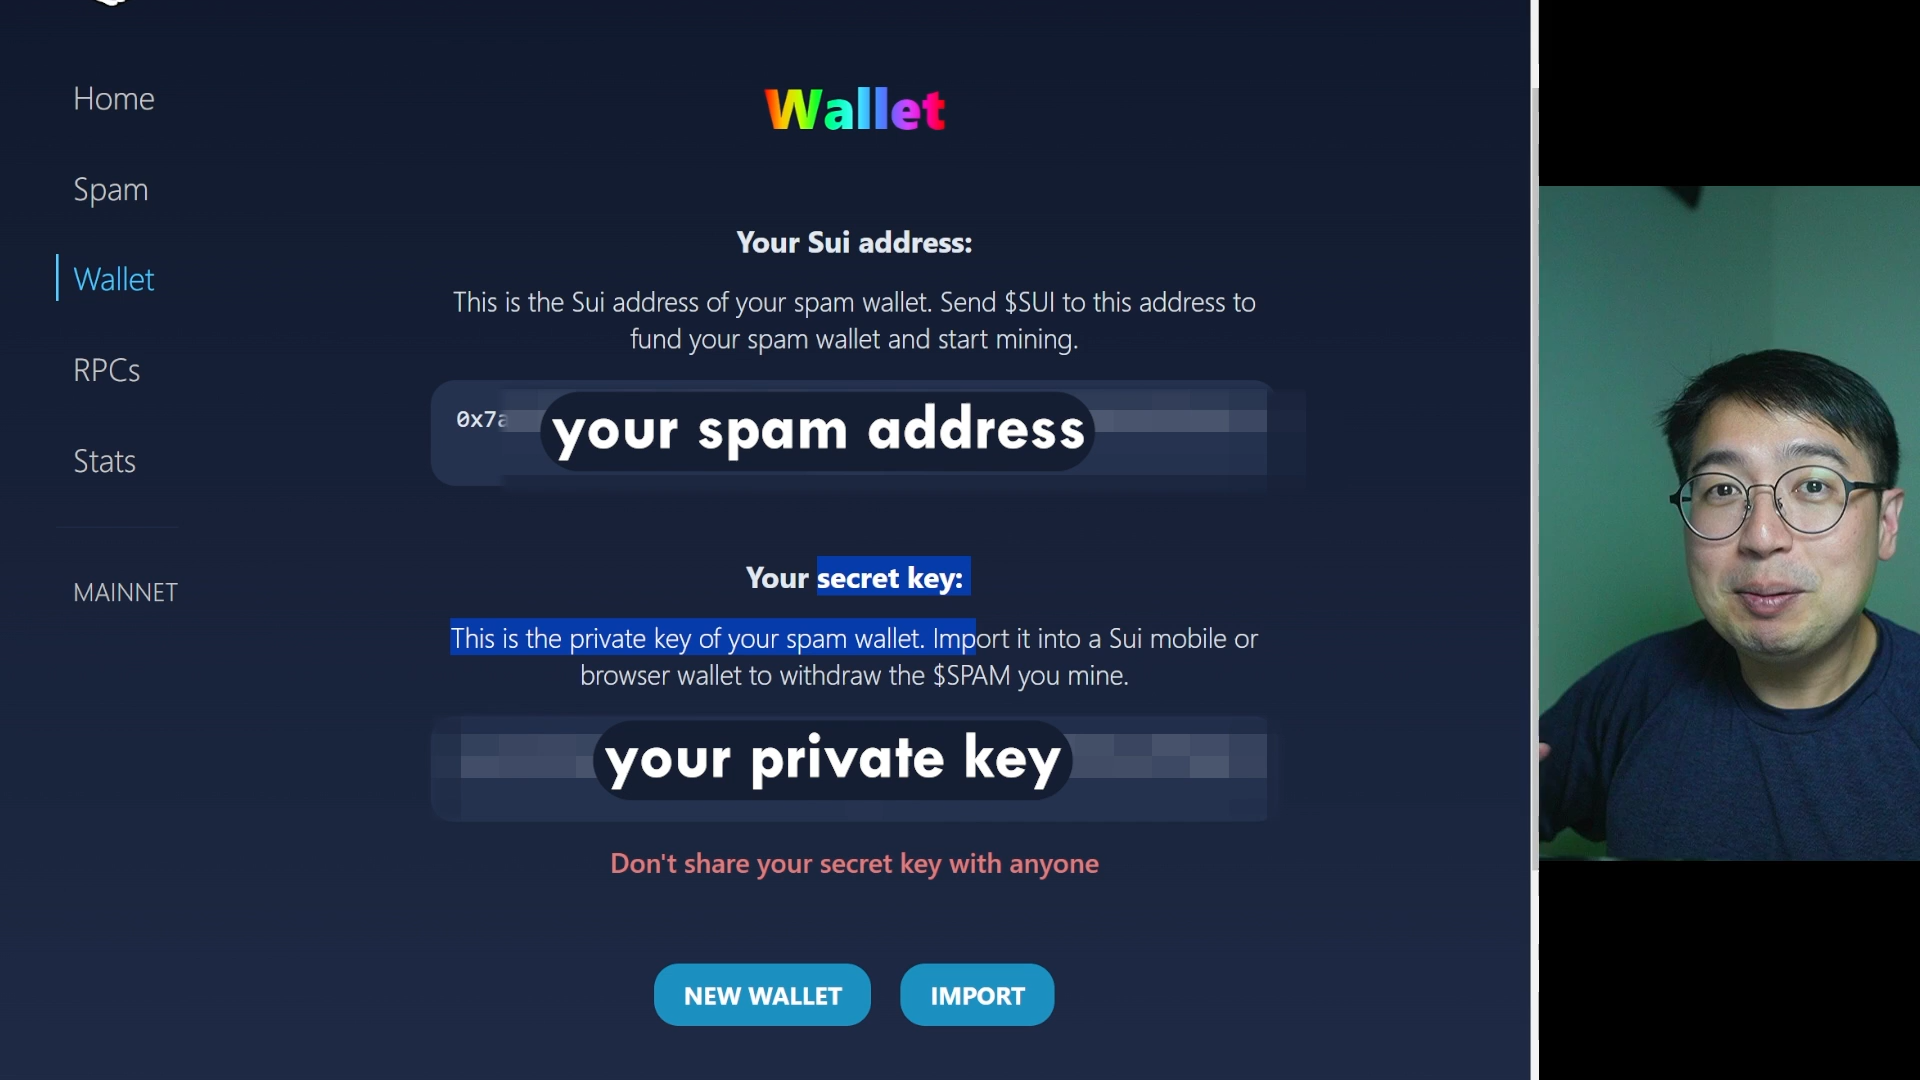 Home
Spam
Wallet
RPCs
Stats
MAINNET
Wallet
Your Sui address:
This is the Sui address of your spam wallet. Send $SUI to this address to
fund your spam wallet and start mining.
0x7a
your spam address
Your secret key:
This is the private key of your spam wallet. Import it into a Sui mobile or
browser wallet to withdraw the $SPAM you mine.
your private key
Don't share your secret key with anyone
NEW WALLET
IMPORT